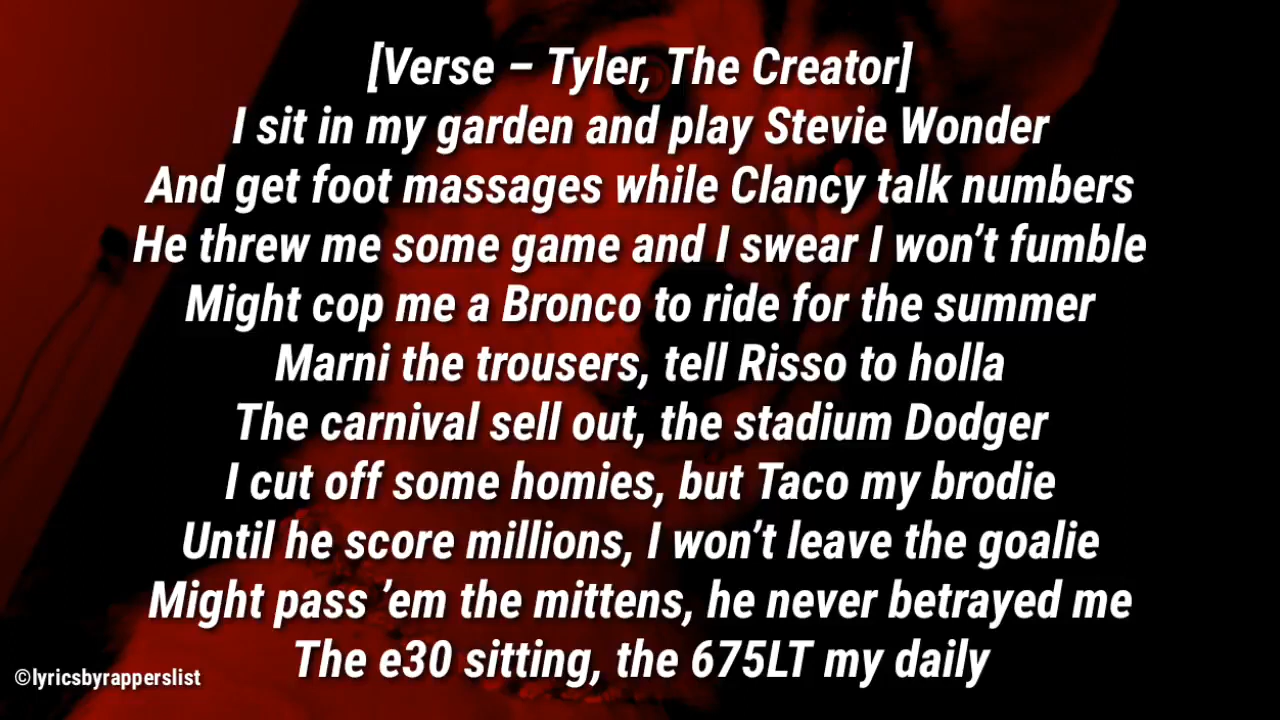 [Verse – Tyler, The Creator]
I sit in my garden and play Stevie Wonder
And get foot massages while Clancy talk numbers
He threw me some game and I swear I won’t fumble
Might cop me a Bronco to ride for the summer
Marni the trousers, tell Risso to holla
The carnival sell out, the stadium Dodger
I cut off some homies, but Taco my brodie
Until he score millions, I won’t leave the goalie
Might pass ’em the mittens, he never betrayed me
The e30 sitting, the 675LT my daily
©lyricsbyrapperslist